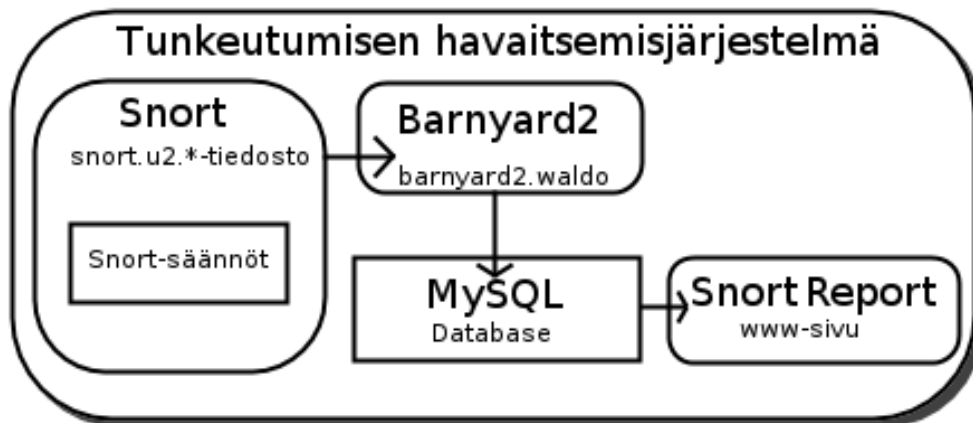 Tunkeutumisen havaitsemisjärjestelmä
Snort
snort.u2.*-tiedosto
Snort-säännöt
Barnyard2
barnyard2.waldo
MySQL
Database
Snort Report
www-sivu